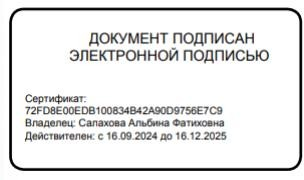 ДОКУМЕНТ ПОДПИСАН
ЭЛЕКТРОННОЙ ПОДПИСЬЮ
Сертификат:
72FD8E00EDB100834B42A90D9756E7C9
Владелец: Салахова Альбина Фатиховна
Действителен: с 16.09.2024 до 16.12.2025